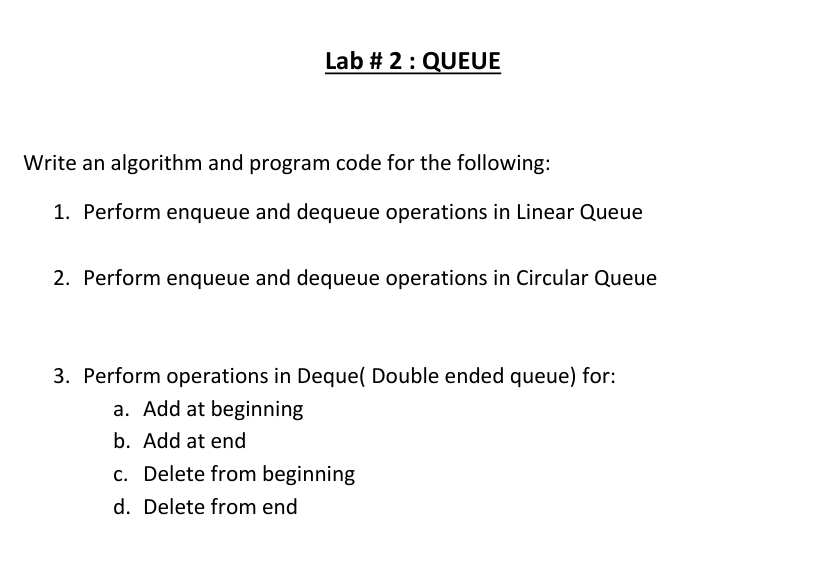 Lab # 2 : QUEUE
Write an algorithm and program code for the following:
1. Perform enqueue and dequeue operations in Linear Queue
2. Perform enqueue and dequeue operations in Circular Queue
3. Perform operations in Deque( Double ended queue) for:
a. Add at beginning
b. Add at end
c. Delete from beginning
d. Delete from end